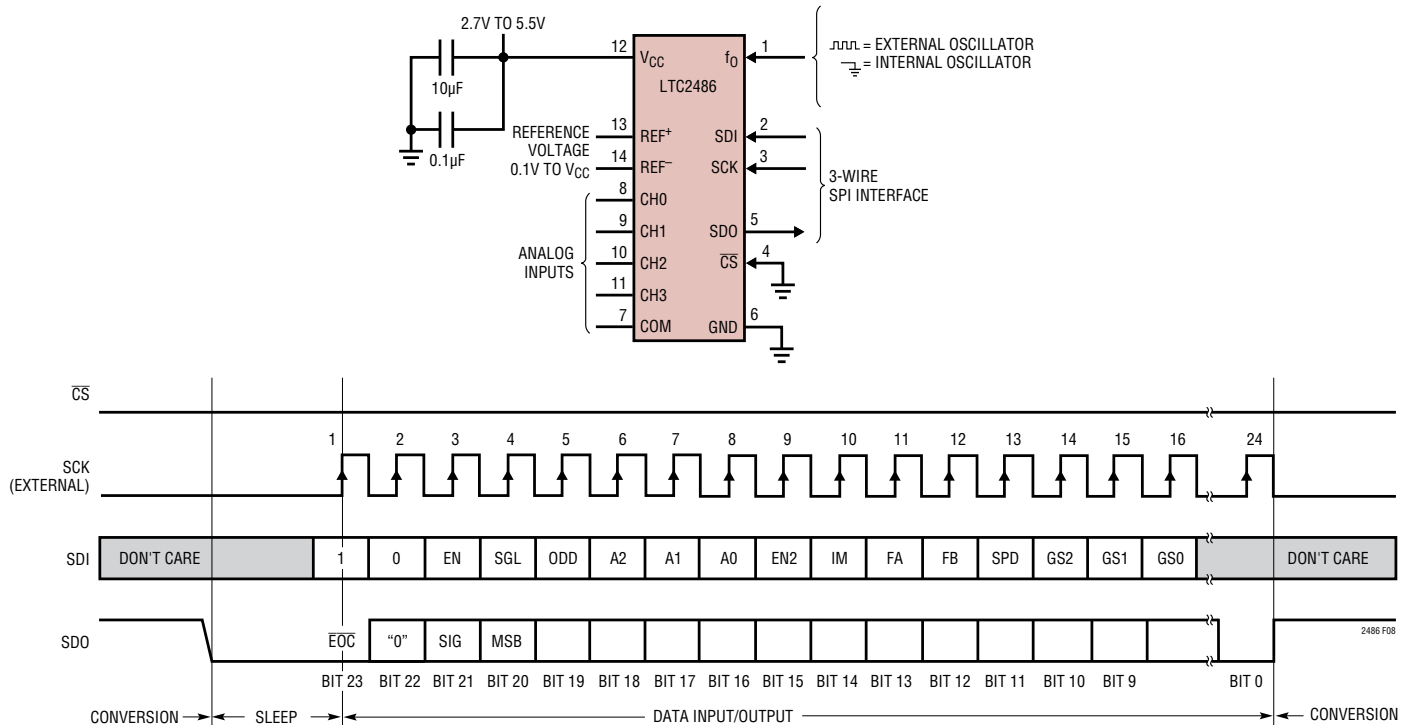 2.7V TO 5.5V
10µF
0.1µF
REFERENCE
VOLTAGE
0.1V TO VCC
ANALOG
INPUTS
12
13
14
8
9
10
11
7
VCC
LTC2486
REF+
REF–
CH0
CH1
CH2
CH3
COM
fO
SDI
SCK
SDO
CS
GND
1
2
3
5
4
6
= EXTERNAL OSCILLATOR
= INTERNAL OSCILLATOR
3-WIRE
SPI INTERFACE
CS
1 2 3 4 5 6 7 8 9 10 11 12 13 14 15 16 24
SCK
(EXTERNAL)
SDI DON'T CARE 1 0 EN SGL ODD A2 A1 A0 EN2 IM FA FB SPD GS2 GS1 GS0 DON'T CARE
SDO EOC "0" SIG MSB
2486 F08
BIT 23 BIT 22 BIT 21 BIT 20 BIT 19 BIT 18 BIT 17 BIT 16 BIT 15 BIT 14 BIT 13 BIT 12 BIT 11 BIT 10 BIT 9 BIT 0
CONVERSION SLEEP DATA INPUT/OUTPUT CONVERSION